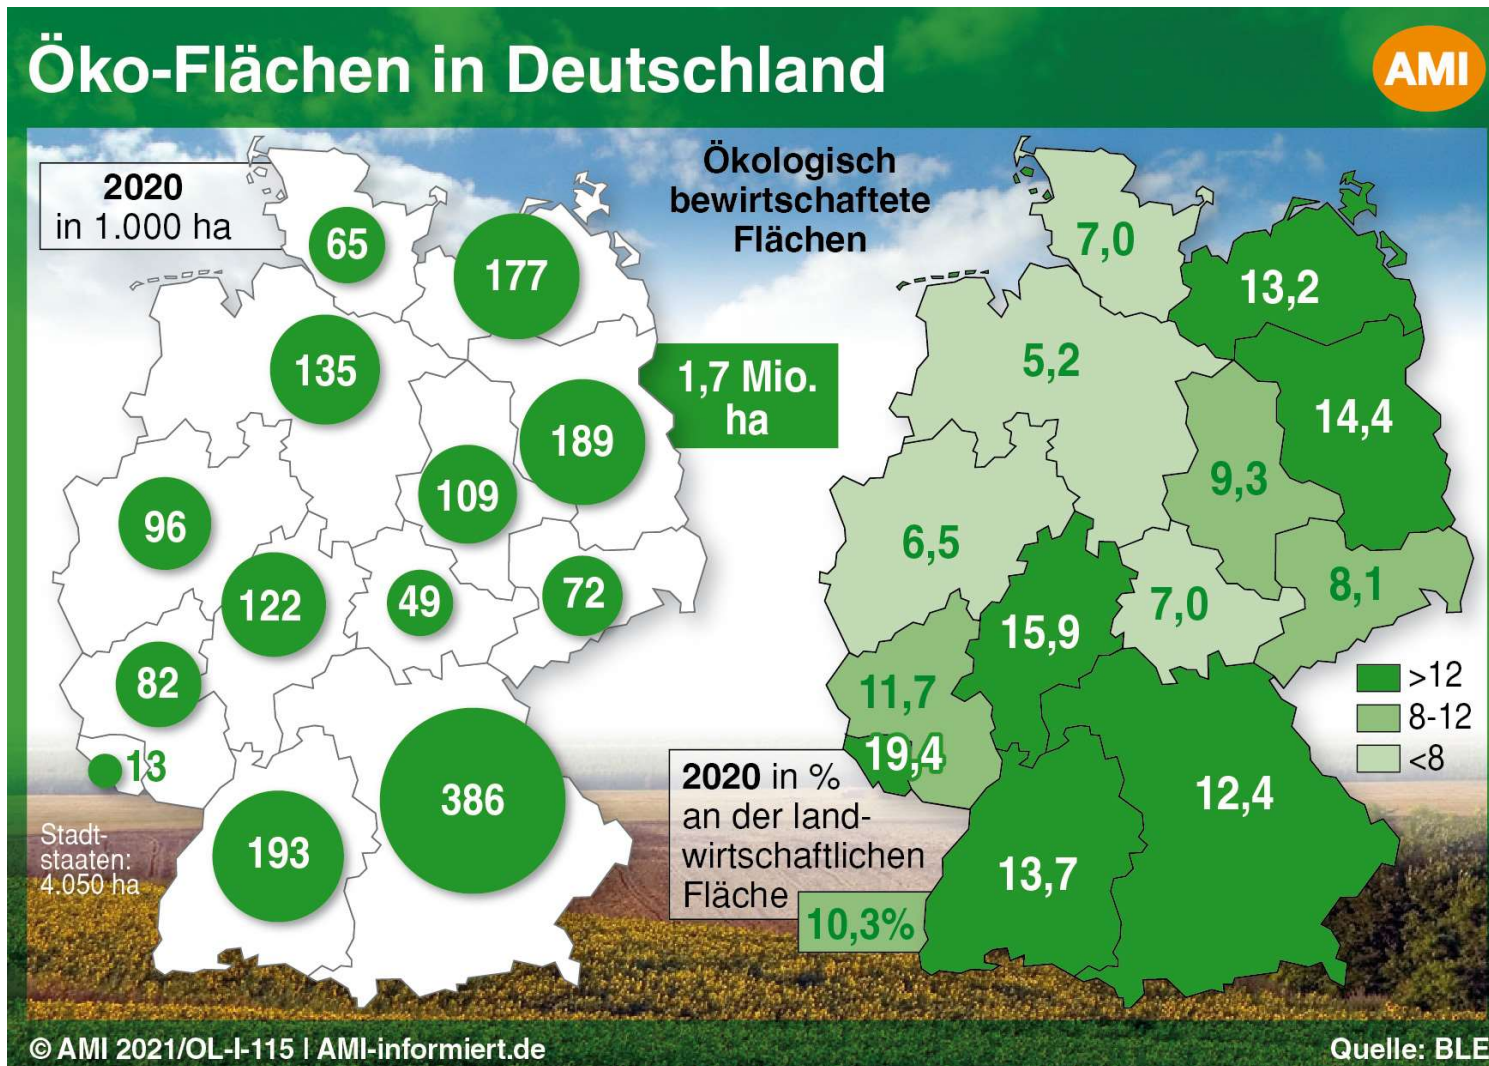 Öko-Flächen in Deutschland
AMI
2020
in 1.000 ha
65
177
135
189
109
96
122
49
72
82
13
386
193
1,7 Mio.
ha
Stadt-
staaten:
4.050 ha
Ökologisch
bewirtschaftete
Flächen
7,0
13,2
5,2
14,4
9,3
6,5
15,9
7,0
8,1
11,7
19,4
12,4
13,7
>12
8-12
<8
2020 in %
an der land-
wirtschaftlichen
Fläche
10,3%
© AMI 2021/OL-I-115 | AMI-informiert.de
Quelle: BLE